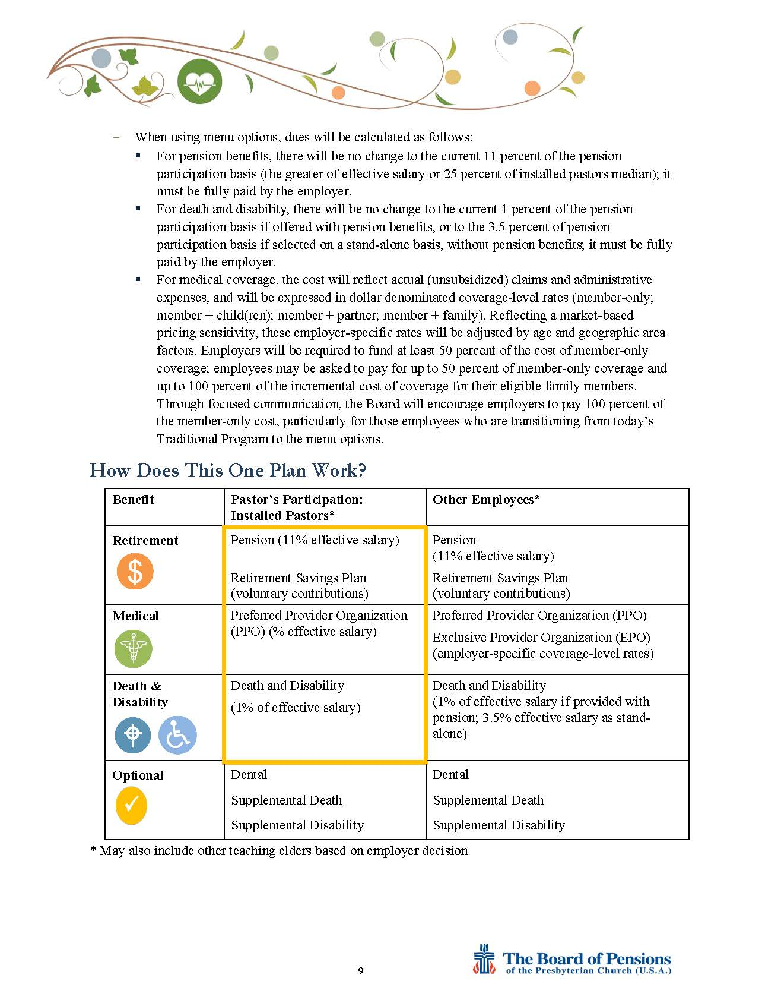 – When using menu options, dues will be calculated as follows:
▪ For pension benefits, there will be no change to the current 11 percent of the pension
participation basis (the greater of effective salary or 25 percent of installed pastors median); it
must be fully paid by the employer.
▪ For death and disability, there will be no change to the current 1 percent of the pension
participation basis if offered with pension benefits, or to the 3.5 percent of pension
participation basis if selected on a stand-alone basis, without pension benefits; it must be fully
paid by the employer.
▪ For medical coverage, the cost will reflect actual (unsubsidized) claims and administrative
expenses, and will be expressed in dollar denominated coverage-level rates (member-only;
member + child(ren); member + partner; member + family). Reflecting a market-based
pricing sensitivity, these employer-specific rates will be adjusted by age and geographic area
factors. Employers will be required to fund at least 50 percent of the cost of member-only
coverage; employees may be asked to pay for up to 50 percent of member-only coverage and
up to 100 percent of the incremental cost of coverage for their eligible family members.
Through focused communication, the Board will encourage employers to pay 100 percent of
the member-only cost, particularly for those employees who are transitioning from today's
Traditional Program to the menu options.
How Does This One Plan Work?
Benefit
Pastor's Participation:
Installed Pastors*
Other Employees*
Retirement
$
Pension (11% effective salary)
Retirement Savings Plan
(voluntary contributions)
Pension
(11% effective salary)
Retirement Savings Plan
(voluntary contributions)
Medical
Preferred Provider Organization
(PPO) (% effective salary)
Preferred Provider Organization (PPO)
Exclusive Provider Organization (EPO)
(employer-specific coverage-level rates)
Death &
Disability
Death and Disability
(1% of effective salary)
Death and Disability
(1% of effective salary if provided with
pension; 3.5% effective salary as stand-
alone)
Optional
Dental
Supplemental Death
Supplemental Disability
Dental
Supplemental Death
Supplemental Disability
* May also include other teaching elders based on employer decision
9
The Board of Pensions
of the Presbyterian Church (U.S.A.)